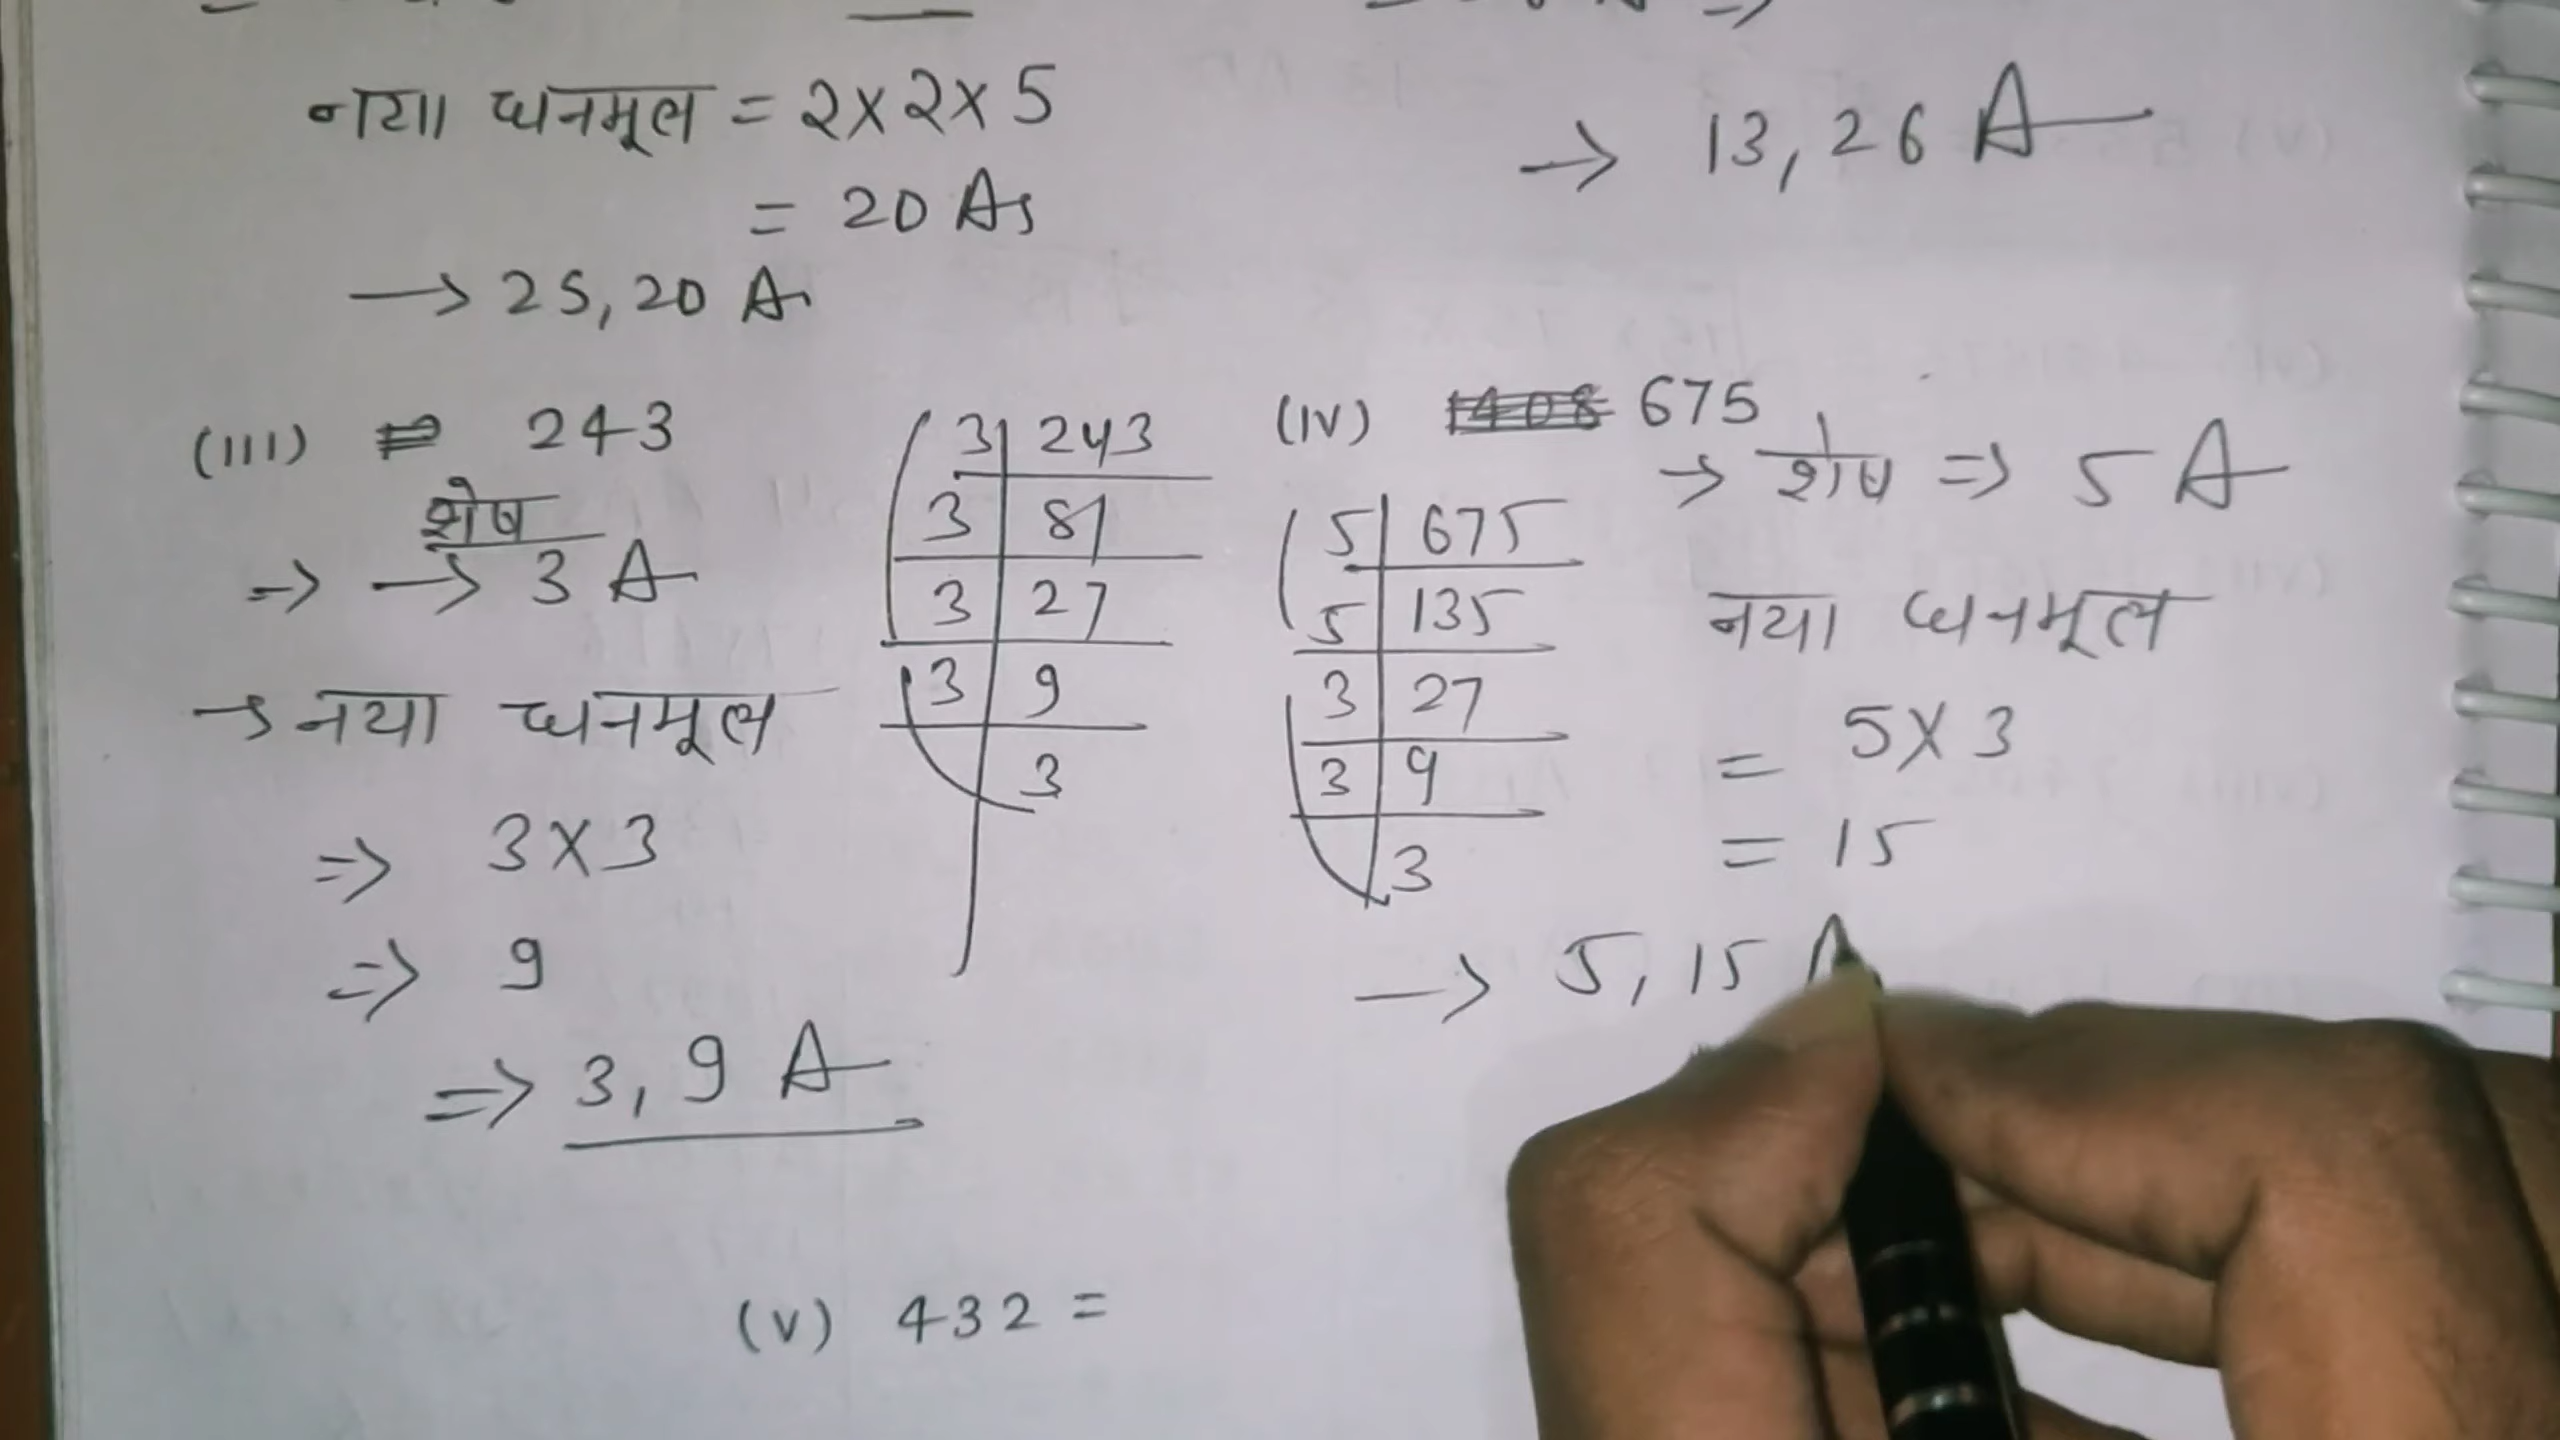 नया घनमूल = 2×2×5
= 20 As
→ 25, 20 A
→ 13, 26 A
(III) 243
शेष
⇒ → 3 A
→ नया घनमूल
⇒ 3×3
⇒ 9
⇒ 3, 9 A
3 | 243
3 | 81
3 | 27
3 | 9
3
(IV) 1408 675
→ शेष ⇒ 5 A
5 | 675
5 | 135
3 | 27
3 | 9
3
नया घनमूल
= 5×3
= 15
→ 5, 15 A
(V) 432 =